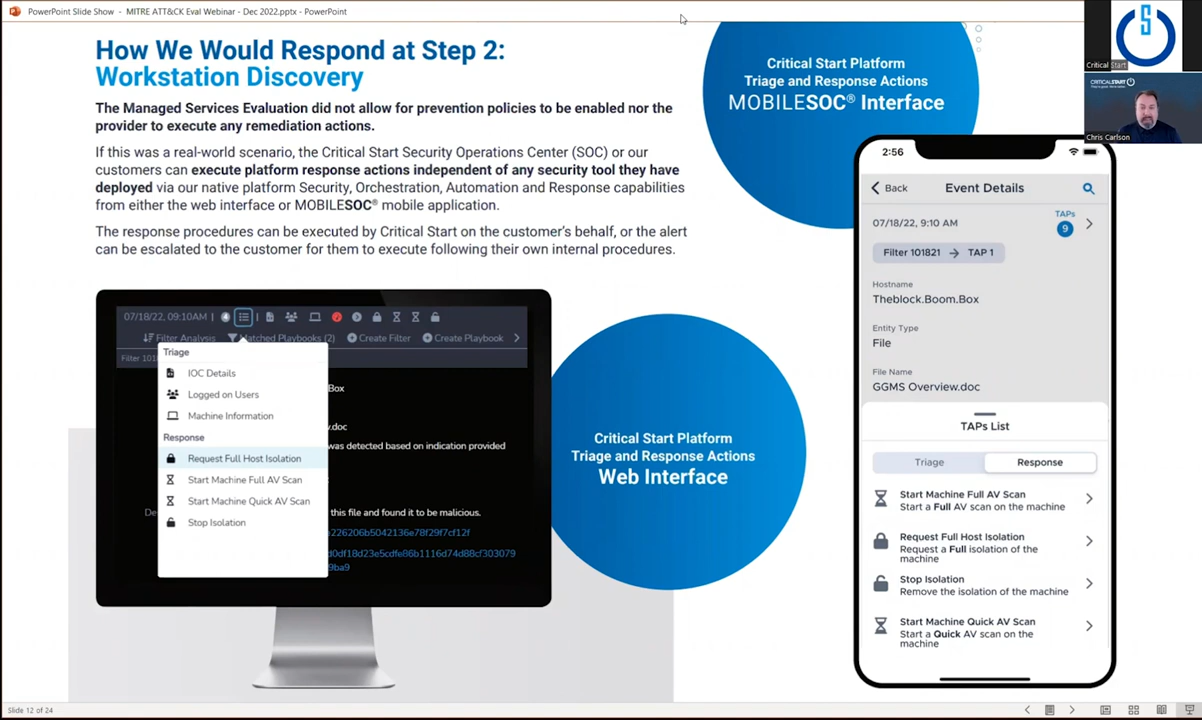 PowerPoint Slide Show - MITRE ATT&CK Eval Webinar - Dec 2022.pptx - PowerPoint
How We Would Respond at Step 2:
Workstation Discovery
The Managed Services Evaluation did not allow for prevention policies to be enabled nor the
provider to execute any remediation actions.
If this was a real-world scenario, the Critical Start Security Operations Center (SOC) or our
customers can execute platform response actions independent of any security tool they have
deployed via our native platform Security, Orchestration, Automation and Response capabilities
from either the web interface or MOBILESOC® mobile application.
The response procedures can be executed by Critical Start on the customer's behalf, or the alert
can be escalated to the customer for them to execute following their own internal procedures.
Critical Start Platform
Triage and Response Actions
MOBILESOC® Interface
Critical Start
CRITICALSTART
Chris Carlson
07/18/22, 09:10AM
4
Filter Analysis
Matched Playbooks (2)
Create Filter
Create Playbook
Filter 101
Triage
IOC Details
Logged on Users
Machine Information
Response
Request Full Host Isolation
Start Machine Full AV Scan
Start Machine Quick AV Scan
Stop Isolation
Box
.doc
was detected based on indication provided
De
this file and found it to be malicious.
226206b5042136e78f29f7cf12f
d0df18d23e5cdfe86b1116d74d88cf303079
9ba9
Critical Start Platform
Triage and Response Actions
Web Interface
2:56
Back
Event Details
07/18/22, 9:10 AM
TAPs
9
Filter 101821 → TAP 1
Hostname
Theblock.Boom.Box
Entity Type
File
File Name
GGMS Overview.doc
TAPs List
Triage
Response
Start Machine Full AV Scan
Start a Full AV scan on the machine
Request Full Host Isolation
Request a Full isolation of the
machine
Stop Isolation
Remove the isolation of the machine
Start Machine Quick AV Scan
Start a Quick AV scan on the
machine
Slide 12 of 24